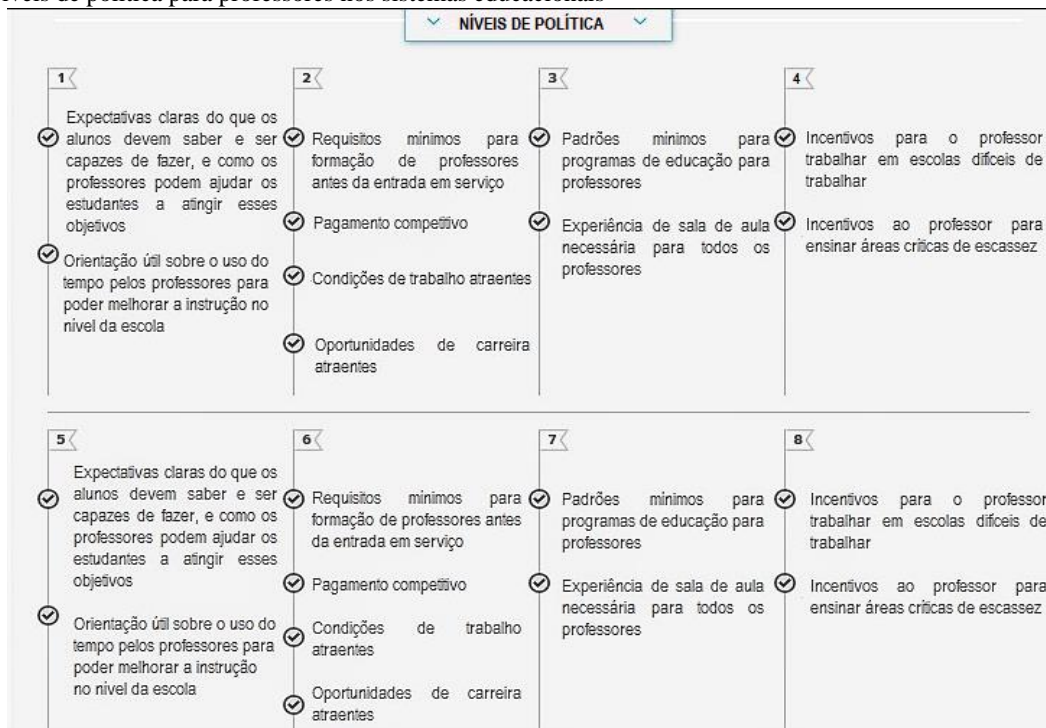 níveis de política para professores nos sistemas educacionais
NÍVEIS DE POLÍTICA
1
Expectativas claras do que os
alunos devem saber e ser
capazes de fazer, e como os
professores podem ajudar os
estudantes a atingir esses
objetivos
Orientação útil sobre o uso do
tempo pelos professores para
poder melhorar a instrução no
nível da escola
2
Requisitos mínimos para
formação de professores
antes da entrada em serviço
Pagamento competitivo
Condições de trabalho atraentes
Oportunidades de carreira
atraentes
3
Padrões mínimos para
programas de educação para
professores
Experiência de sala de aula
necessária para todos os
professores
4
Incentivos para o professor
trabalhar em escolas difíceis de
trabalhar
Incentivos ao professor para
ensinar áreas críticas de escassez
5
Expectativas claras do que os
alunos devem saber e ser
capazes de fazer, e como os
professores podem ajudar os
estudantes a atingir esses
objetivos
Orientação útil sobre o uso do
tempo pelos professores para
poder melhorar a instrução
no nível da escola
6
Requisitos mínimos para
formação de professores antes
da entrada em serviço
Pagamento competitivo
Condições de trabalho
atraentes
Oportunidades de carreira
atraentes
7
Padrões mínimos para
programas de educação para
professores
Experiência de sala de aula
necessária para todos os
professores
8
Incentivos para o professor
trabalhar em escolas difíceis de
trabalhar
Incentivos ao professor para
ensinar áreas críticas de escassez